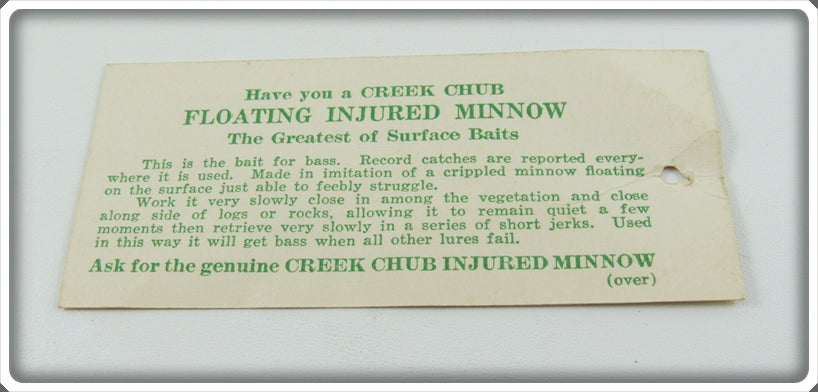 Have you a CREEK CHUB
FLOATING INJURED MINNOW
The Greatest of Surface Baits
This is the bait for bass. Record catches are reported every-
where it is used. Made in imitation of a crippled minnow floating
on the surface just able to feebly struggle.
Work it very slowly close in among the vegetation and close
along side of logs or rocks, allowing it to remain quiet a few
moments then retrieve very slowly in a series of short jerks. Used
in this way it will get bass when all other lures fail.
Ask for the genuine CREEK CHUB INJURED MINNOW
(over)